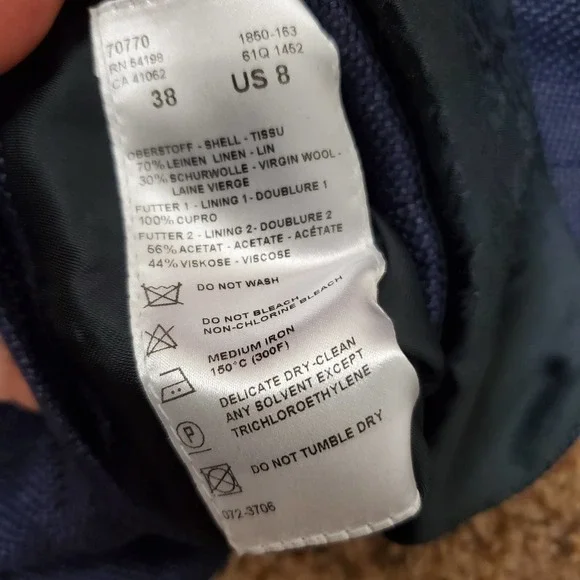 70770
RN 54198
CA 41062
1850-163
61Q 1452
38
US 8
OBERSTOFF - SHELL - TISSU
70% LEINEN LINEN - LIN
30% SCHURWOLLE - VIRGIN WOOL -
LAINE VIERGE
FUTTER 1 - LINING 1- DOUBLURE 1
100% CUPRO
FUTTER 2 - LINING 2- DOUBLURE 2
56% ACETAT - ACETATE - ACÉTATE
44% VISKOSE - VISCOSE
DO NOT WASH
DO NOT BLEACH
NON-CHLORINE BLEACH
MEDIUM IRON
150°C (300F)
P
DELICATE DRY-CLEAN
ANY SOLVENT EXCEPT
TRICHLOROETHYLENE
DO NOT TUMBLE DRY
072-3706